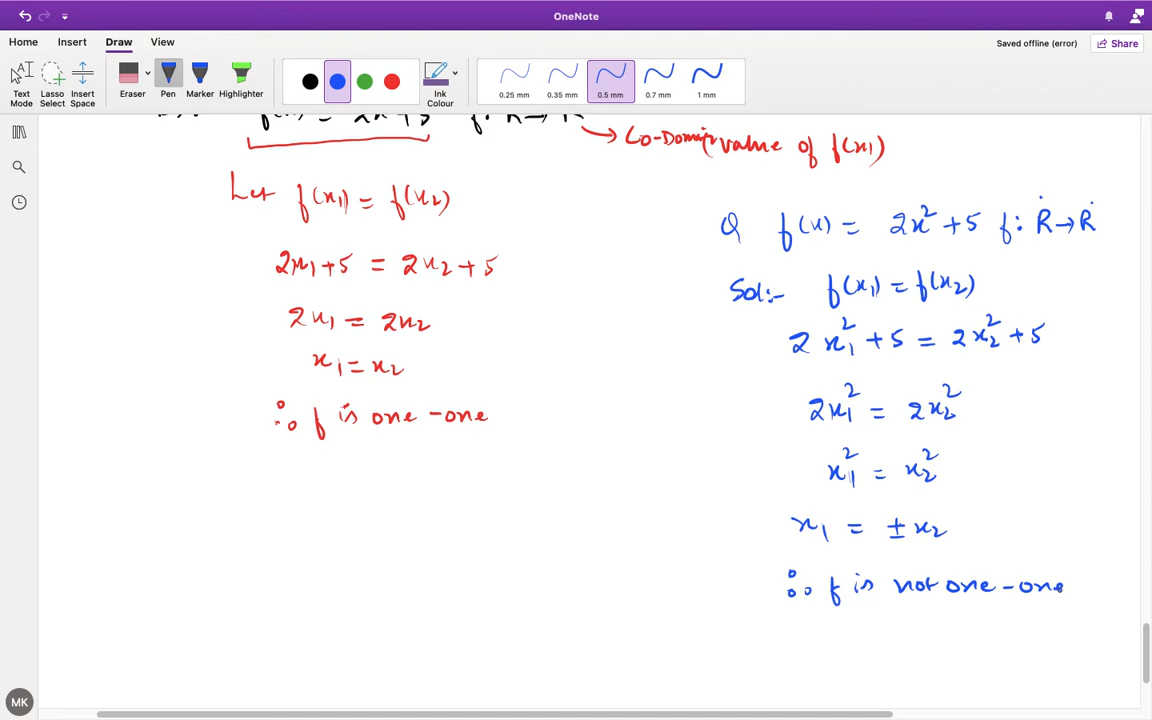 OneNote
Home Insert Draw View
Saved offline (error) Share
Text Mode
Lasso Select
Insert Space
Eraser
Pen
Marker
Highlighter
Ink Colour
0.25 mm 0.35 mm 0.5 mm 0.7 mm 1 mm
f(x) = 2x+5 f: R→R
Co-Domain value of f(x)
Let f(x₁) = f(x₂)
2x₁+5 = 2x₂+5
2x₁ = 2x₂
x₁ = x₂
∴ f is one-one
Q f(x) = 2x²+5 f: R→R
Sol:- f(x₁) = f(x₂)
2x₁²+5 = 2x₂²+5
2x₁² = 2x₂²
x₁² = x₂²
x₁ = ±x₂
∴ f is not one-one
MK